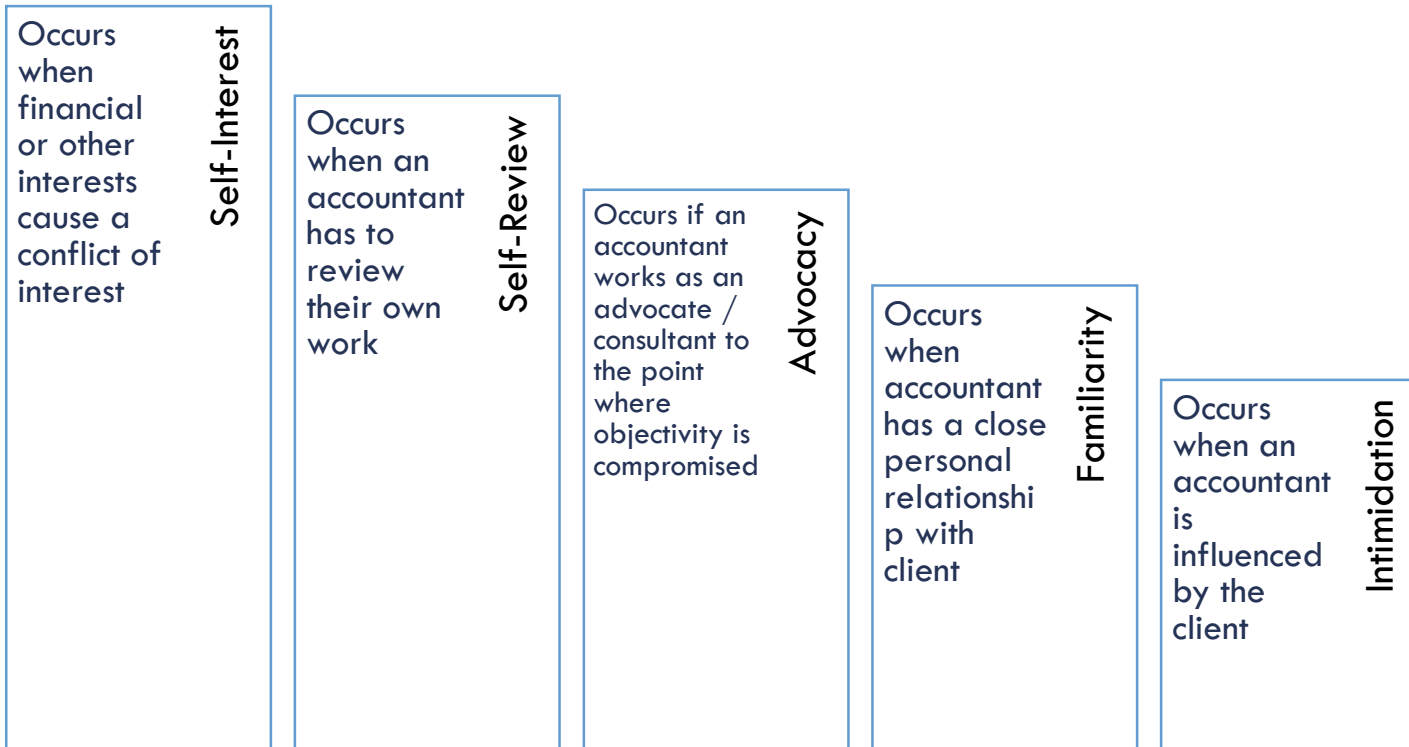 Occurs
when
financial
or other
interests
cause a
conflict of
interest
Self-Interest
Occurs
when an
accountant
has to
review
their own
work
Self-Review
Occurs if an
accountant
works as an
advocate /
consultant to
the point
where
objectivity is
compromised
Advocacy
Occurs
when
accountant
has a close
personal
relationshi
p with
client
Familiarity
Occurs
when an
accountant
is
influenced
by the
client
Intimidation